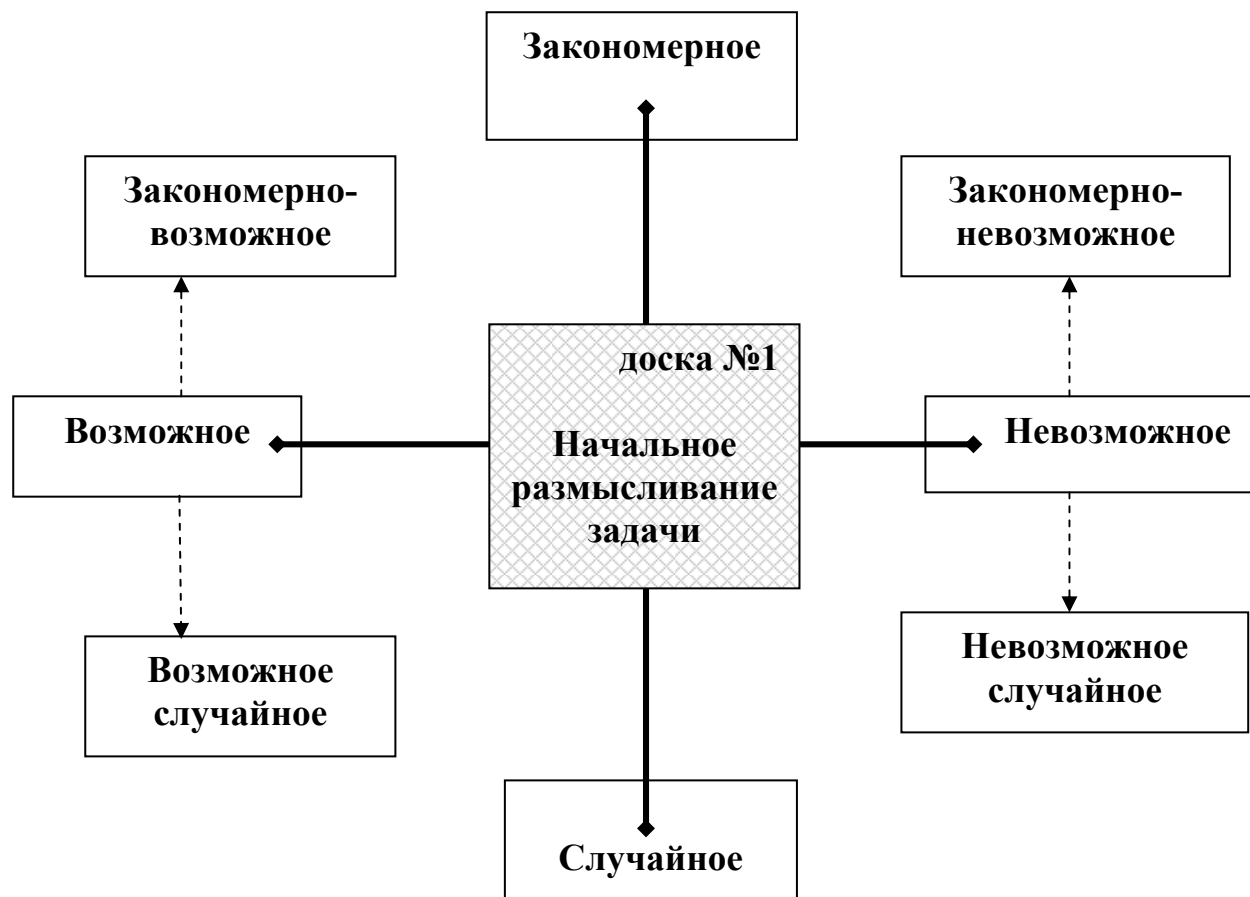 Закономерное
Закономерно-
возможное
Закономерно-
невозможное
доска №1
Возможное
Начальное
размысливание
задачи
Невозможное
Возможное
случайное
Невозможное
случайное
Случайное